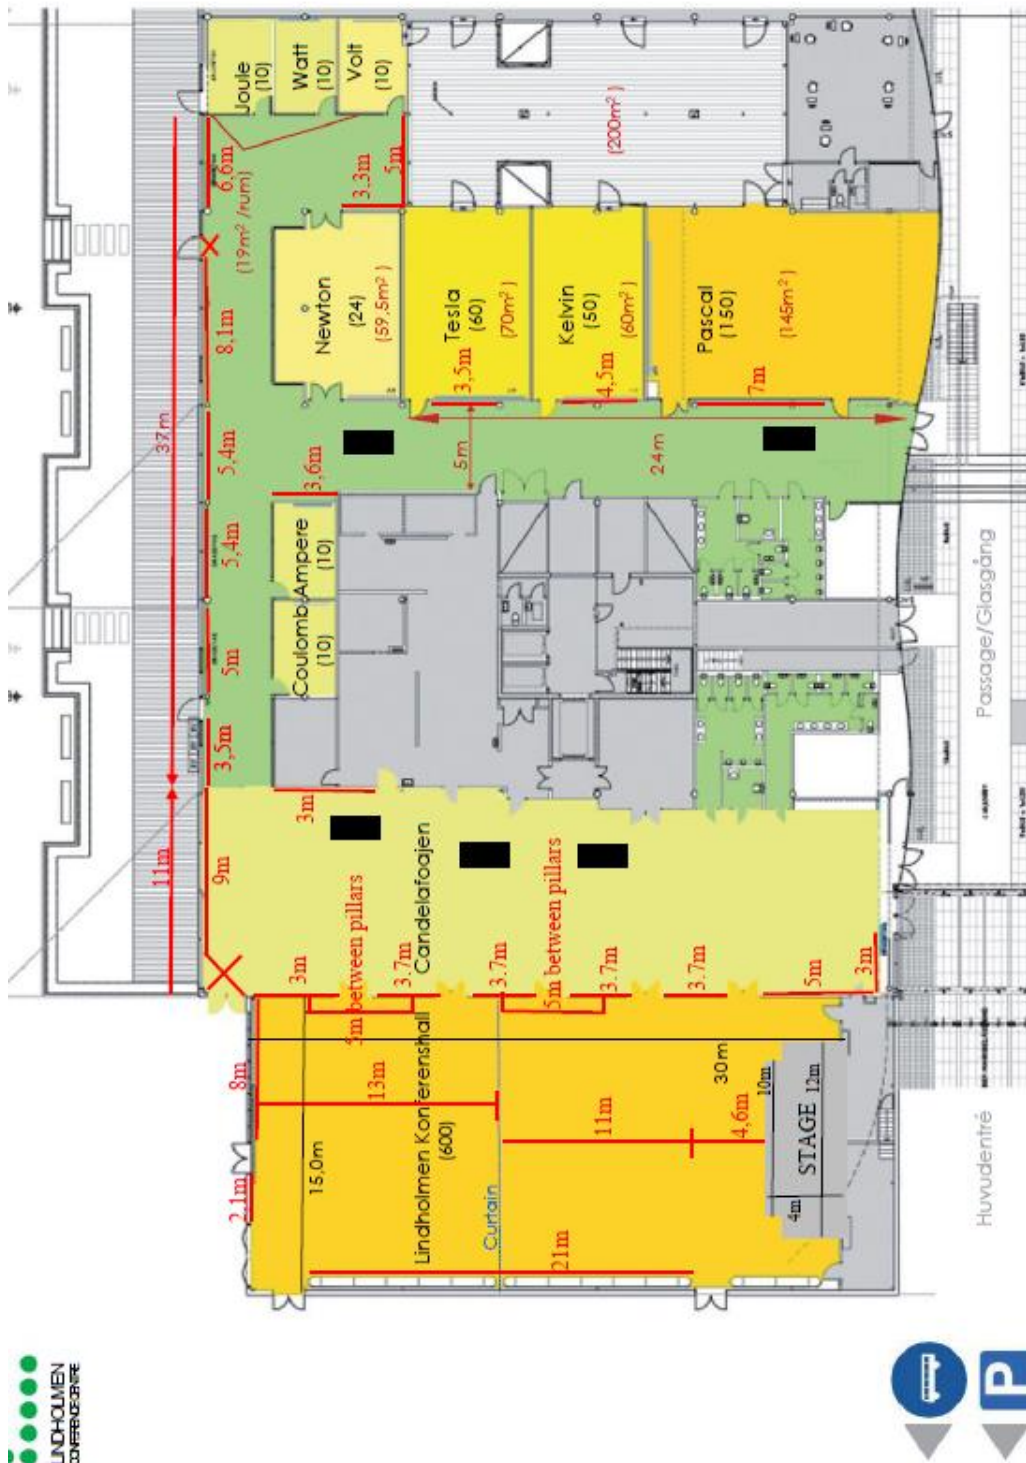 Joule
(10)
Watt
(10)
Volt
(10)
6,6m
(19m² /rum)
3,3m
5m
(200m²)
Newton
(24)
(59,5m²)
Tesla
(60)
(70m²)
Kelvin
(50)
(60m²)
Pascal
(150)
(145m²)
8,1m
3,5m
4,5m
7m
37m
5,4m
3,6m
5m
24m
5,4m
Ampere
(10)
Coulomb
(10)
5m
3,5m
Passage/Glasgång
11m
9m
3m
Candelafoajen
3m
5m between pillars
3.7m
3.7m
5m between pillars
3.7m
3.7m
5m
3m
8m
13m
15,0m
Lindholmen Konferenshall
(600)
Curtain
30m
11m
4,6m
10m
12m
STAGE
4m
2.1m
21m
Huvudentré
LINDHOLMEN
CONFERENCE CENTRE
P